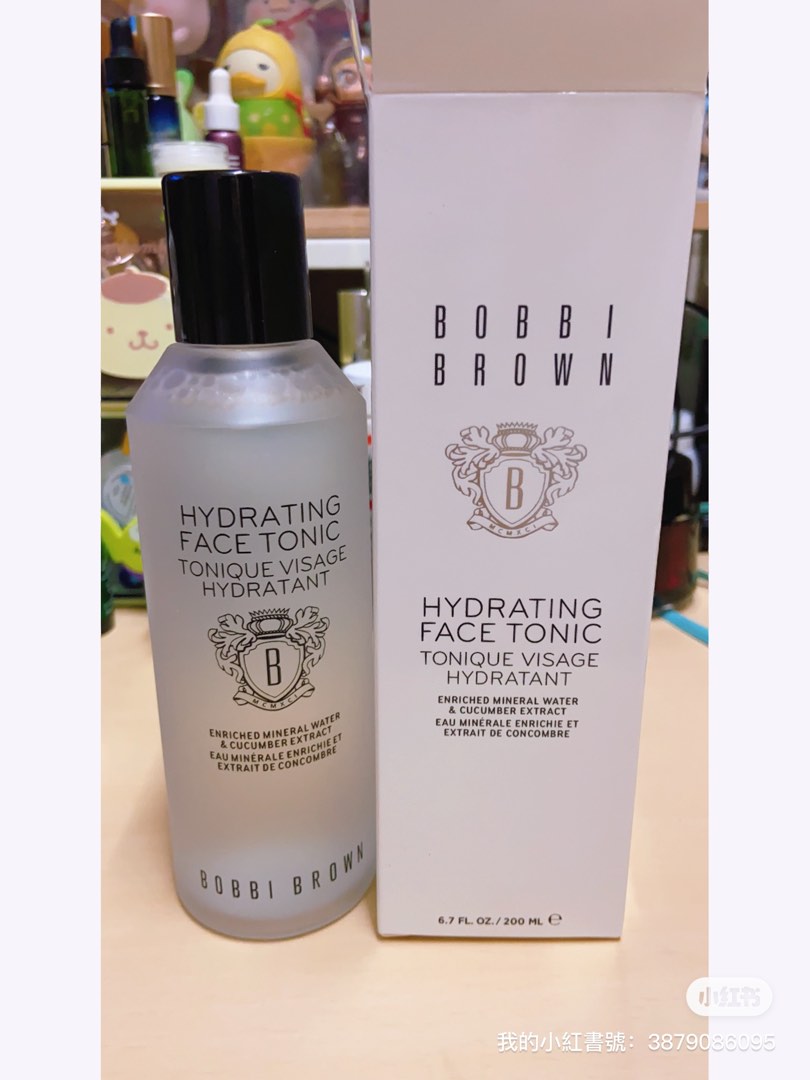 HYDRATING
FACE TONIC
TONIQUE VISAGE
HYDRATANT
B
MCMXCI
ENRICHED MINERAL WATER
& CUCUMBER EXTRACT
EAU MINÉRALE ENRICHIE ET
EXTRAIT DE CONCOMBRE
BOBBI BROWN
BOBBI
BROWN
B
MCMXCI
HYDRATING
FACE TONIC
TONIQUE VISAGE
HYDRATANT
ENRICHED MINERAL WATER
& CUCUMBER EXTRACT
EAU MINÉRALE ENRICHIE ET
EXTRAIT DE CONCOMBRE
6.7 FL. OZ./200 ML ℮
小红书
我的小紅書號：3879086095